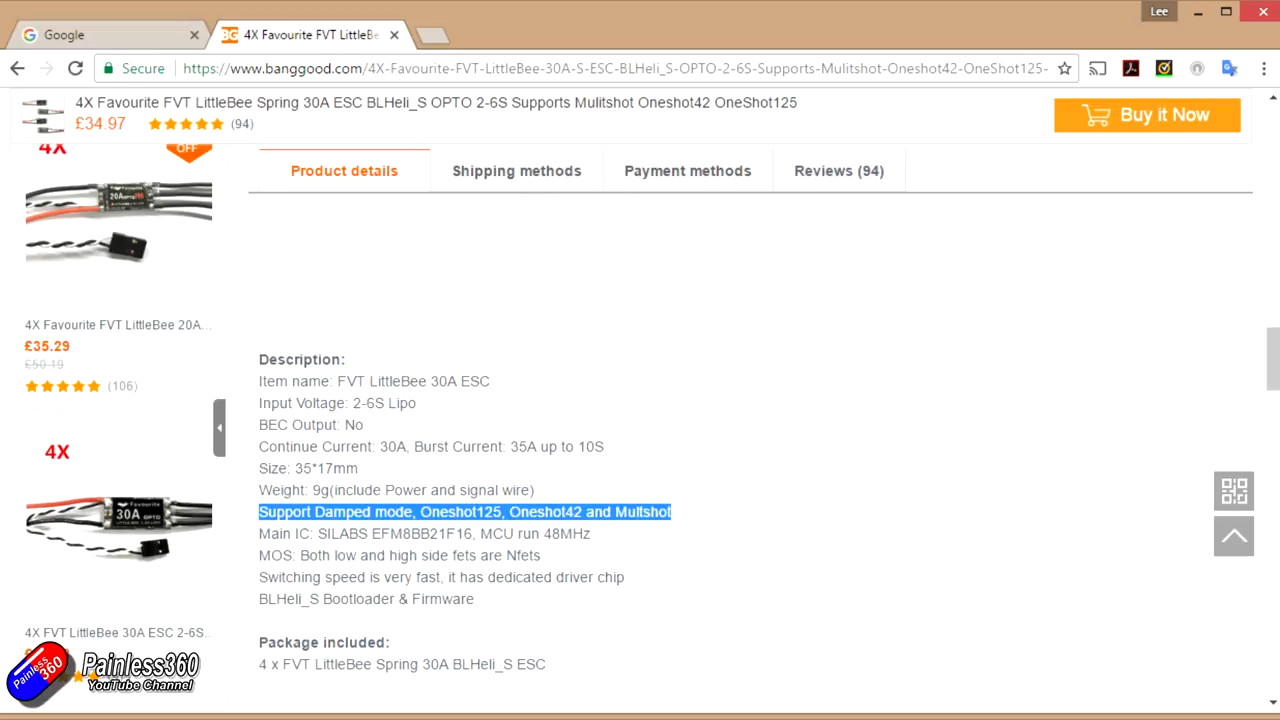 Lee
Google
4X Favourite FVT LittleBe
Secure
https://www.banggood.com/4X-Favourite-FVT-LittleBee-30A-S-ESC-BLHeli_S-OPTO-2-6S-Supports-Mulitshot-Oneshot42-OneShot125-
4X Favourite FVT LittleBee Spring 30A ESC BLHeli_S OPTO 2-6S Supports Mulitshot Oneshot42 OneShot125
£34.97 (94)
Buy it Now
4X
OFF
Product details
Shipping methods
Payment methods
Reviews (94)
20A
4X Favourite FVT LittleBee 20A...
£35.29
£50.19
(106)
4X
Favourite
30A OPTO
4X FVT LittleBee 30A ESC 2-6S..
Description:
Item name: FVT LittleBee 30A ESC
Input Voltage: 2-6S Lipo
BEC Output: No
Continue Current: 30A, Burst Current: 35A up to 10S
Size: 35*17mm
Weight: 9g(include Power and signal wire)
Support Damped mode, Oneshot125, Oneshot42 and Multshot
Main IC: SILABS EFM8BB21F16, MCU run 48MHz
MOS: Both low and high side fets are Nfets
Switching speed is very fast, it has dedicated driver chip
BLHeli_S Bootloader & Firmware
Package included:
4 x FVT LittleBee Spring 30A BLHeli_S ESC
Painless 360
Painless360
YouTube Channel